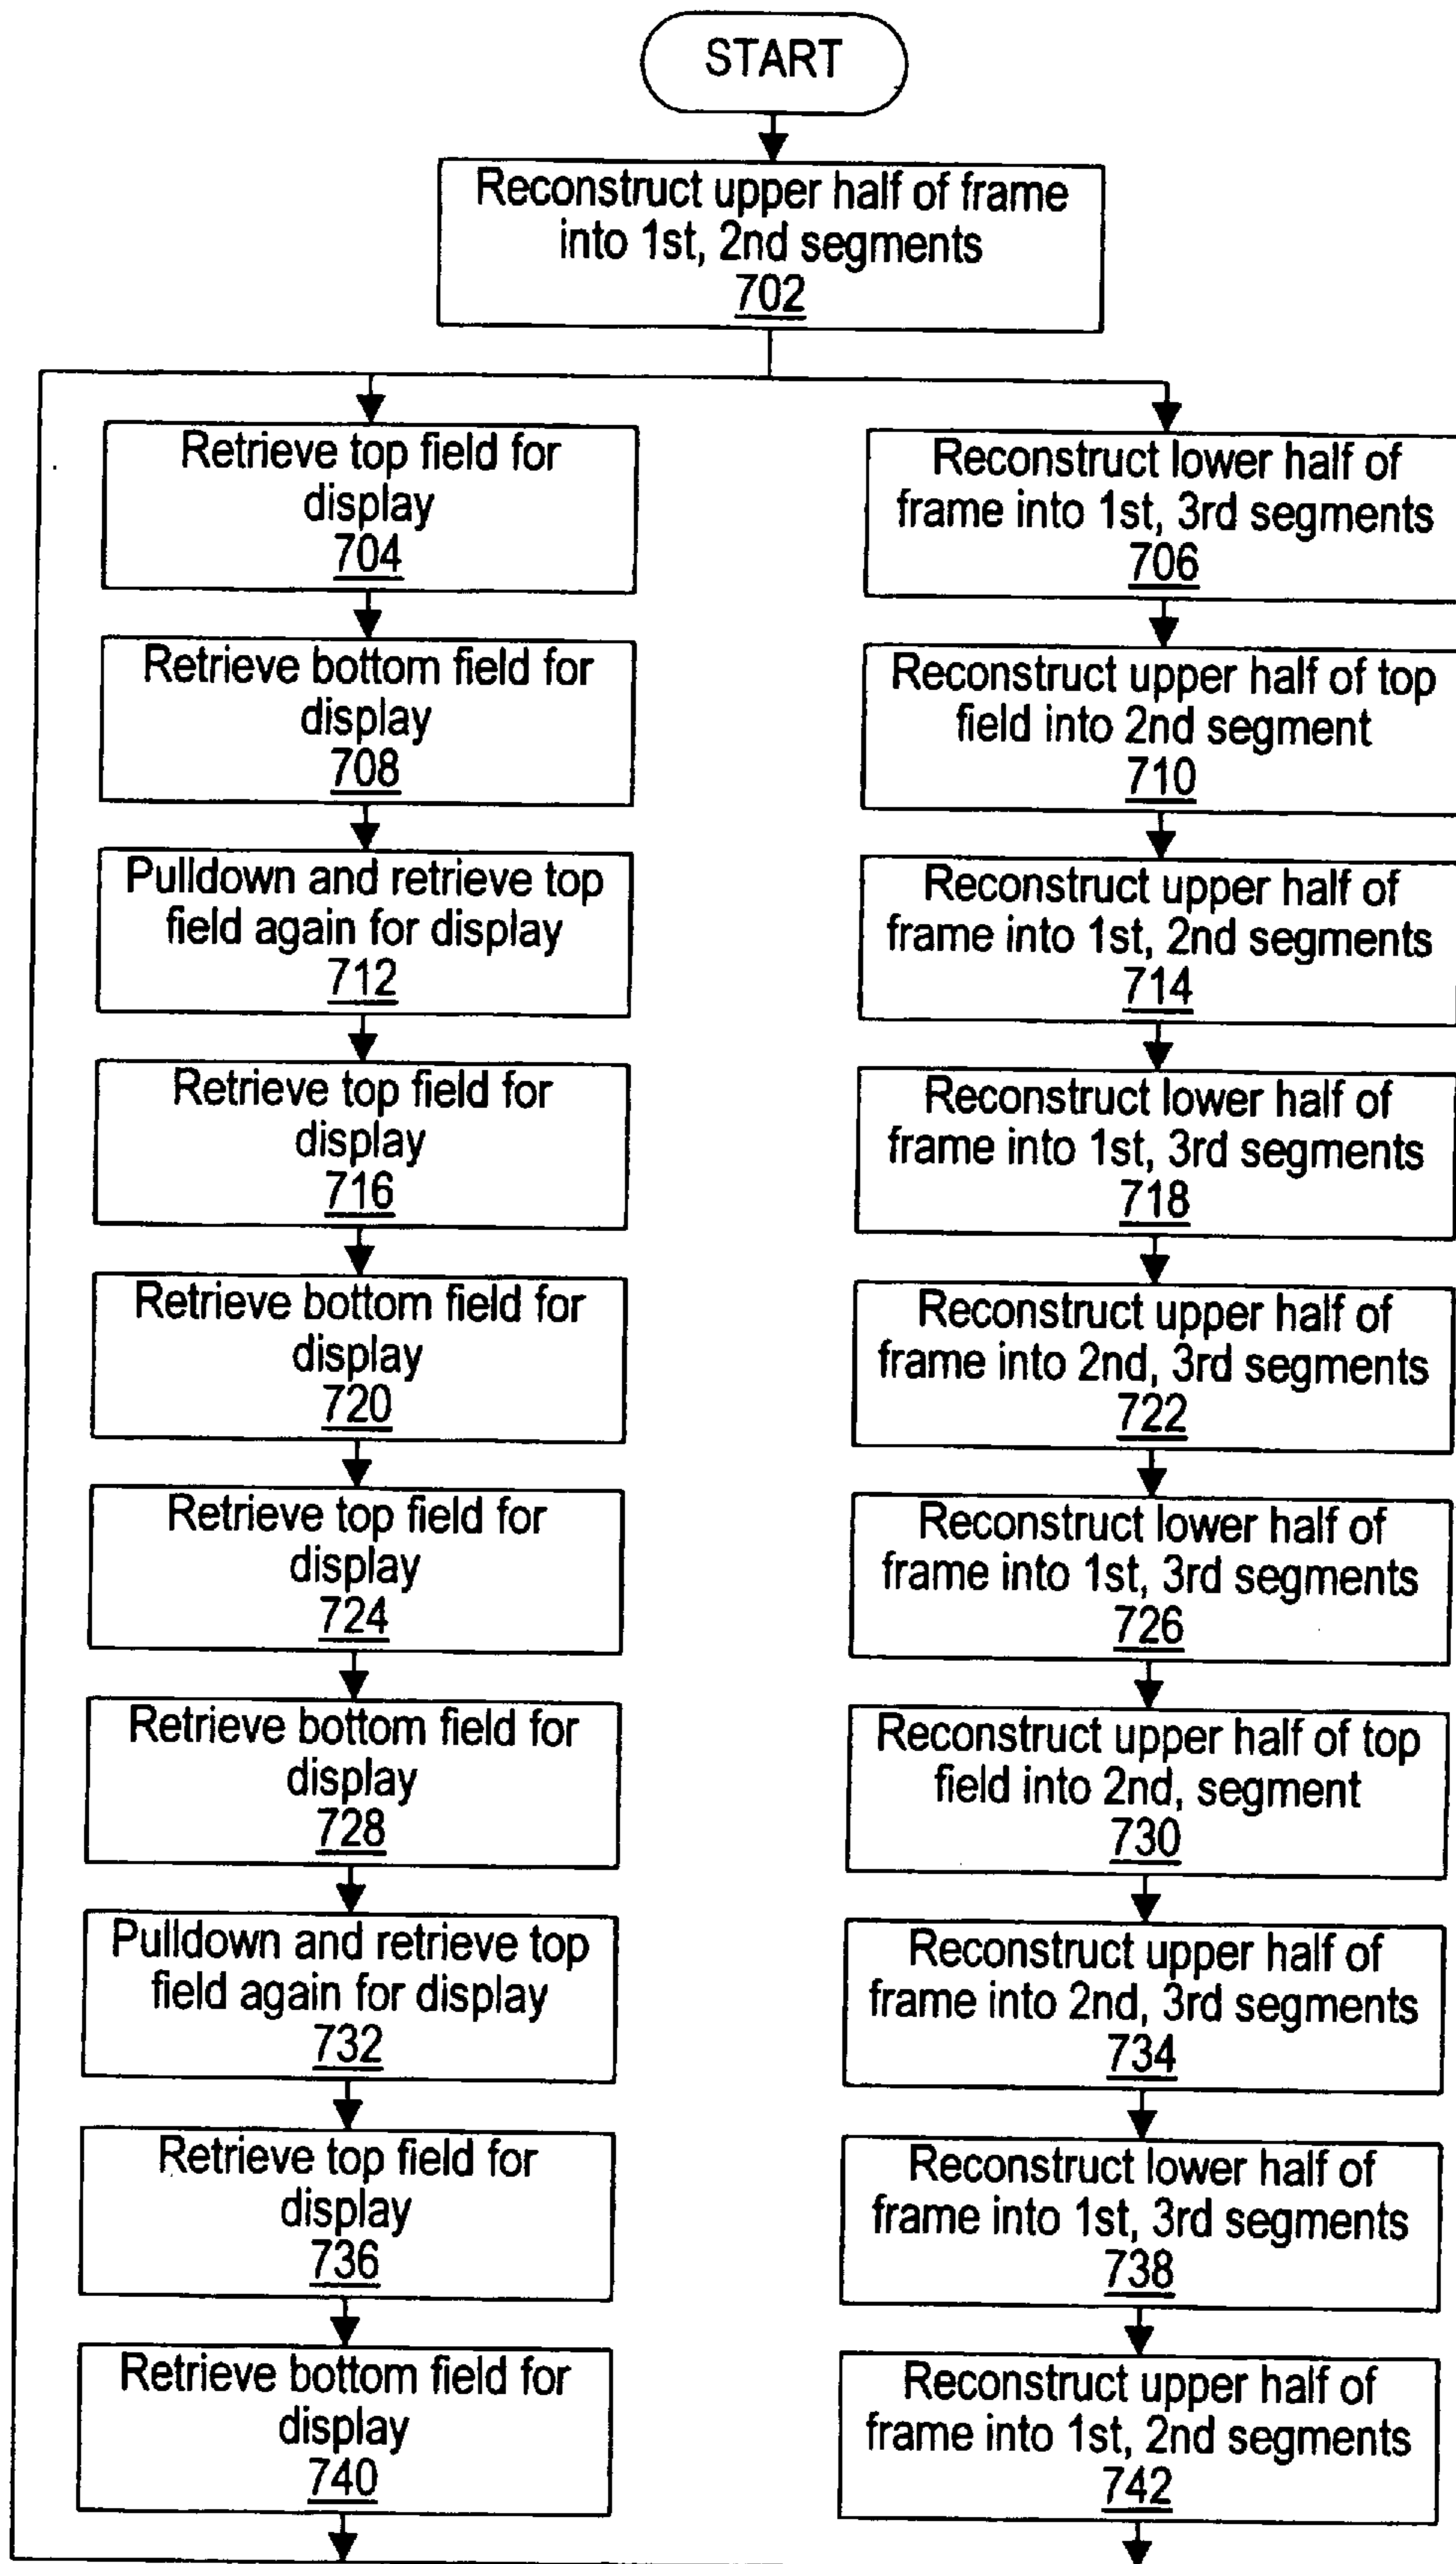 START
Reconstruct upper half of frame
into 1st, 2nd segments
702
Retrieve top field for
display
704
Reconstruct lower half of
frame into 1st, 3rd segments
706
Retrieve bottom field for
display
708
Reconstruct upper half of top
field into 2nd segment
710
Pulldown and retrieve top
field again for display
712
Reconstruct upper half of
frame into 1st, 2nd segments
714
Retrieve top field for
display
716
Reconstruct lower half of
frame into 1st, 3rd segments
718
Retrieve bottom field for
display
720
Reconstruct upper half of
frame into 2nd, 3rd segments
722
Retrieve top field for
display
724
Reconstruct lower half of
frame into 1st, 3rd segments
726
Retrieve bottom field for
display
728
Reconstruct upper half of top
field into 2nd, segment
730
Pulldown and retrieve top
field again for display
732
Reconstruct upper half of
frame into 2nd, 3rd segments
734
Retrieve top field for
display
736
Reconstruct lower half of
frame into 1st, 3rd segments
738
Retrieve bottom field for
display
740
Reconstruct upper half of
frame into 1st, 2nd segments
742